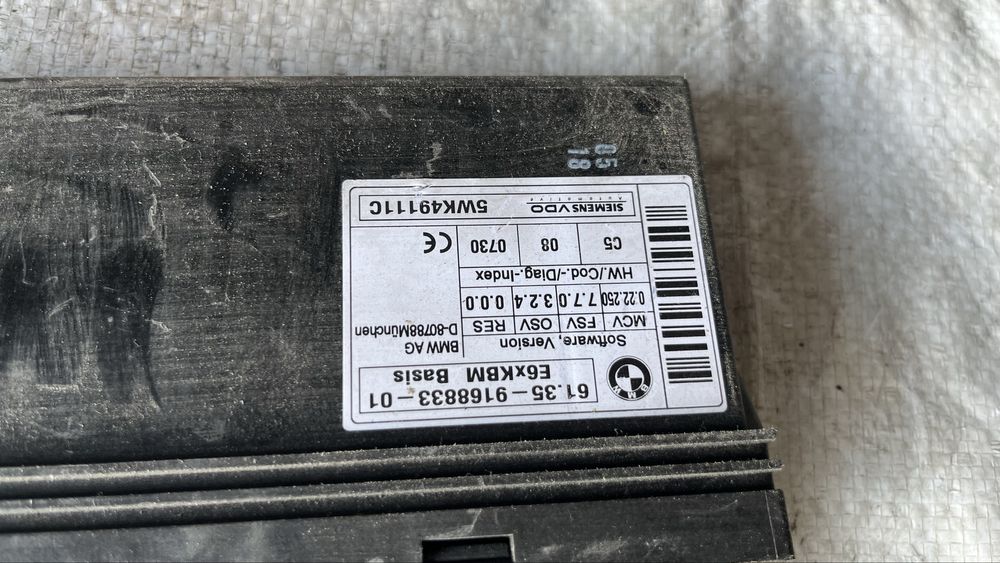 61.35-9168833-01
E6xKBM Basis
BMW
Software, Version
MCV FSV OSV RES
0.22.250 7.7.0 3.2.4 0.0.0
BMW AG
D-80788München
HW./Cod.-/Diag.-Index
C5 08 0730
CE
SIEMENS VDO
Automotive
5WK49111C
05
18